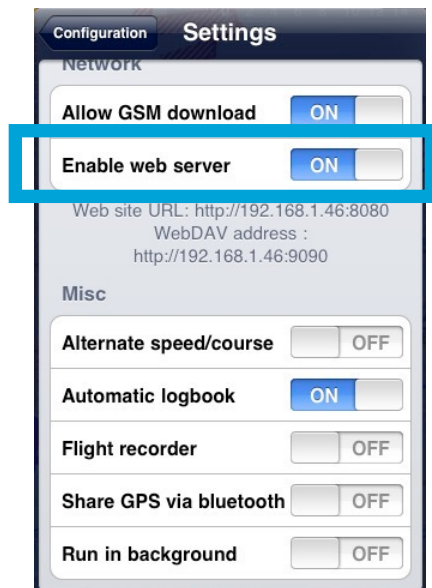 Configuration Settings
Network
Allow GSM download ON
Enable web server ON
Web site URL: http://192.168.1.46:8080
WebDAV address :
http://192.168.1.46:9090
Misc
Alternate speed/course OFF
Automatic logbook ON
Flight recorder OFF
Share GPS via bluetooth OFF
Run in background OFF